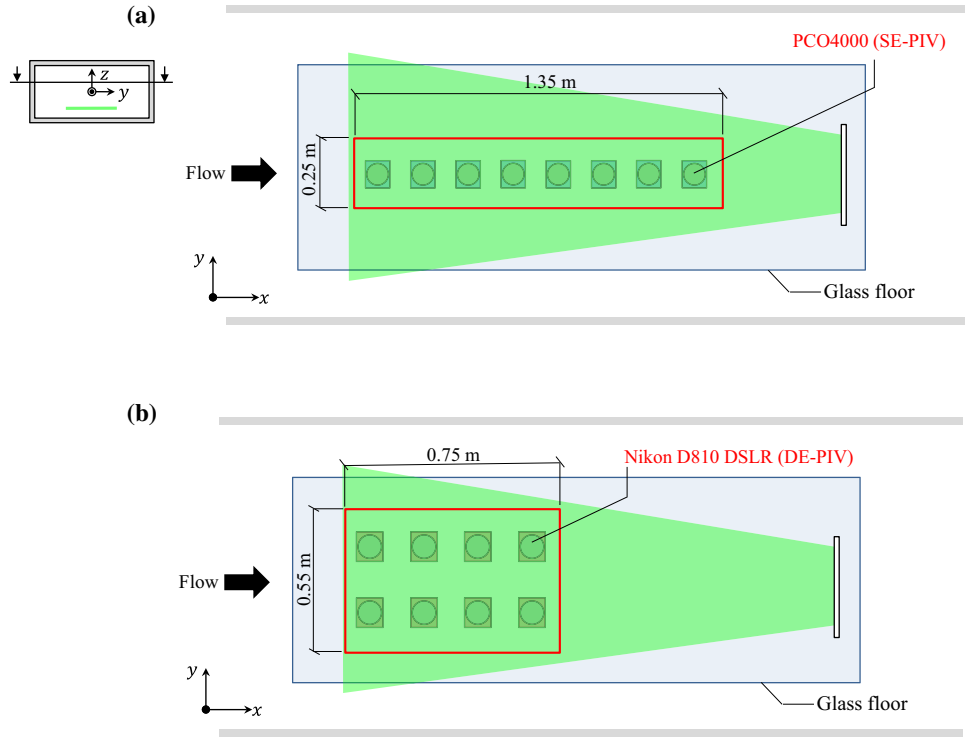 (a)
PCO4000 (SE-PIV)
z
y
1.35 m
0.25 m
Flow
y
x
Glass floor
(b)
0.75 m
Nikon D810 DSLR (DE-PIV)
0.55 m
Flow
y
x
Glass floor